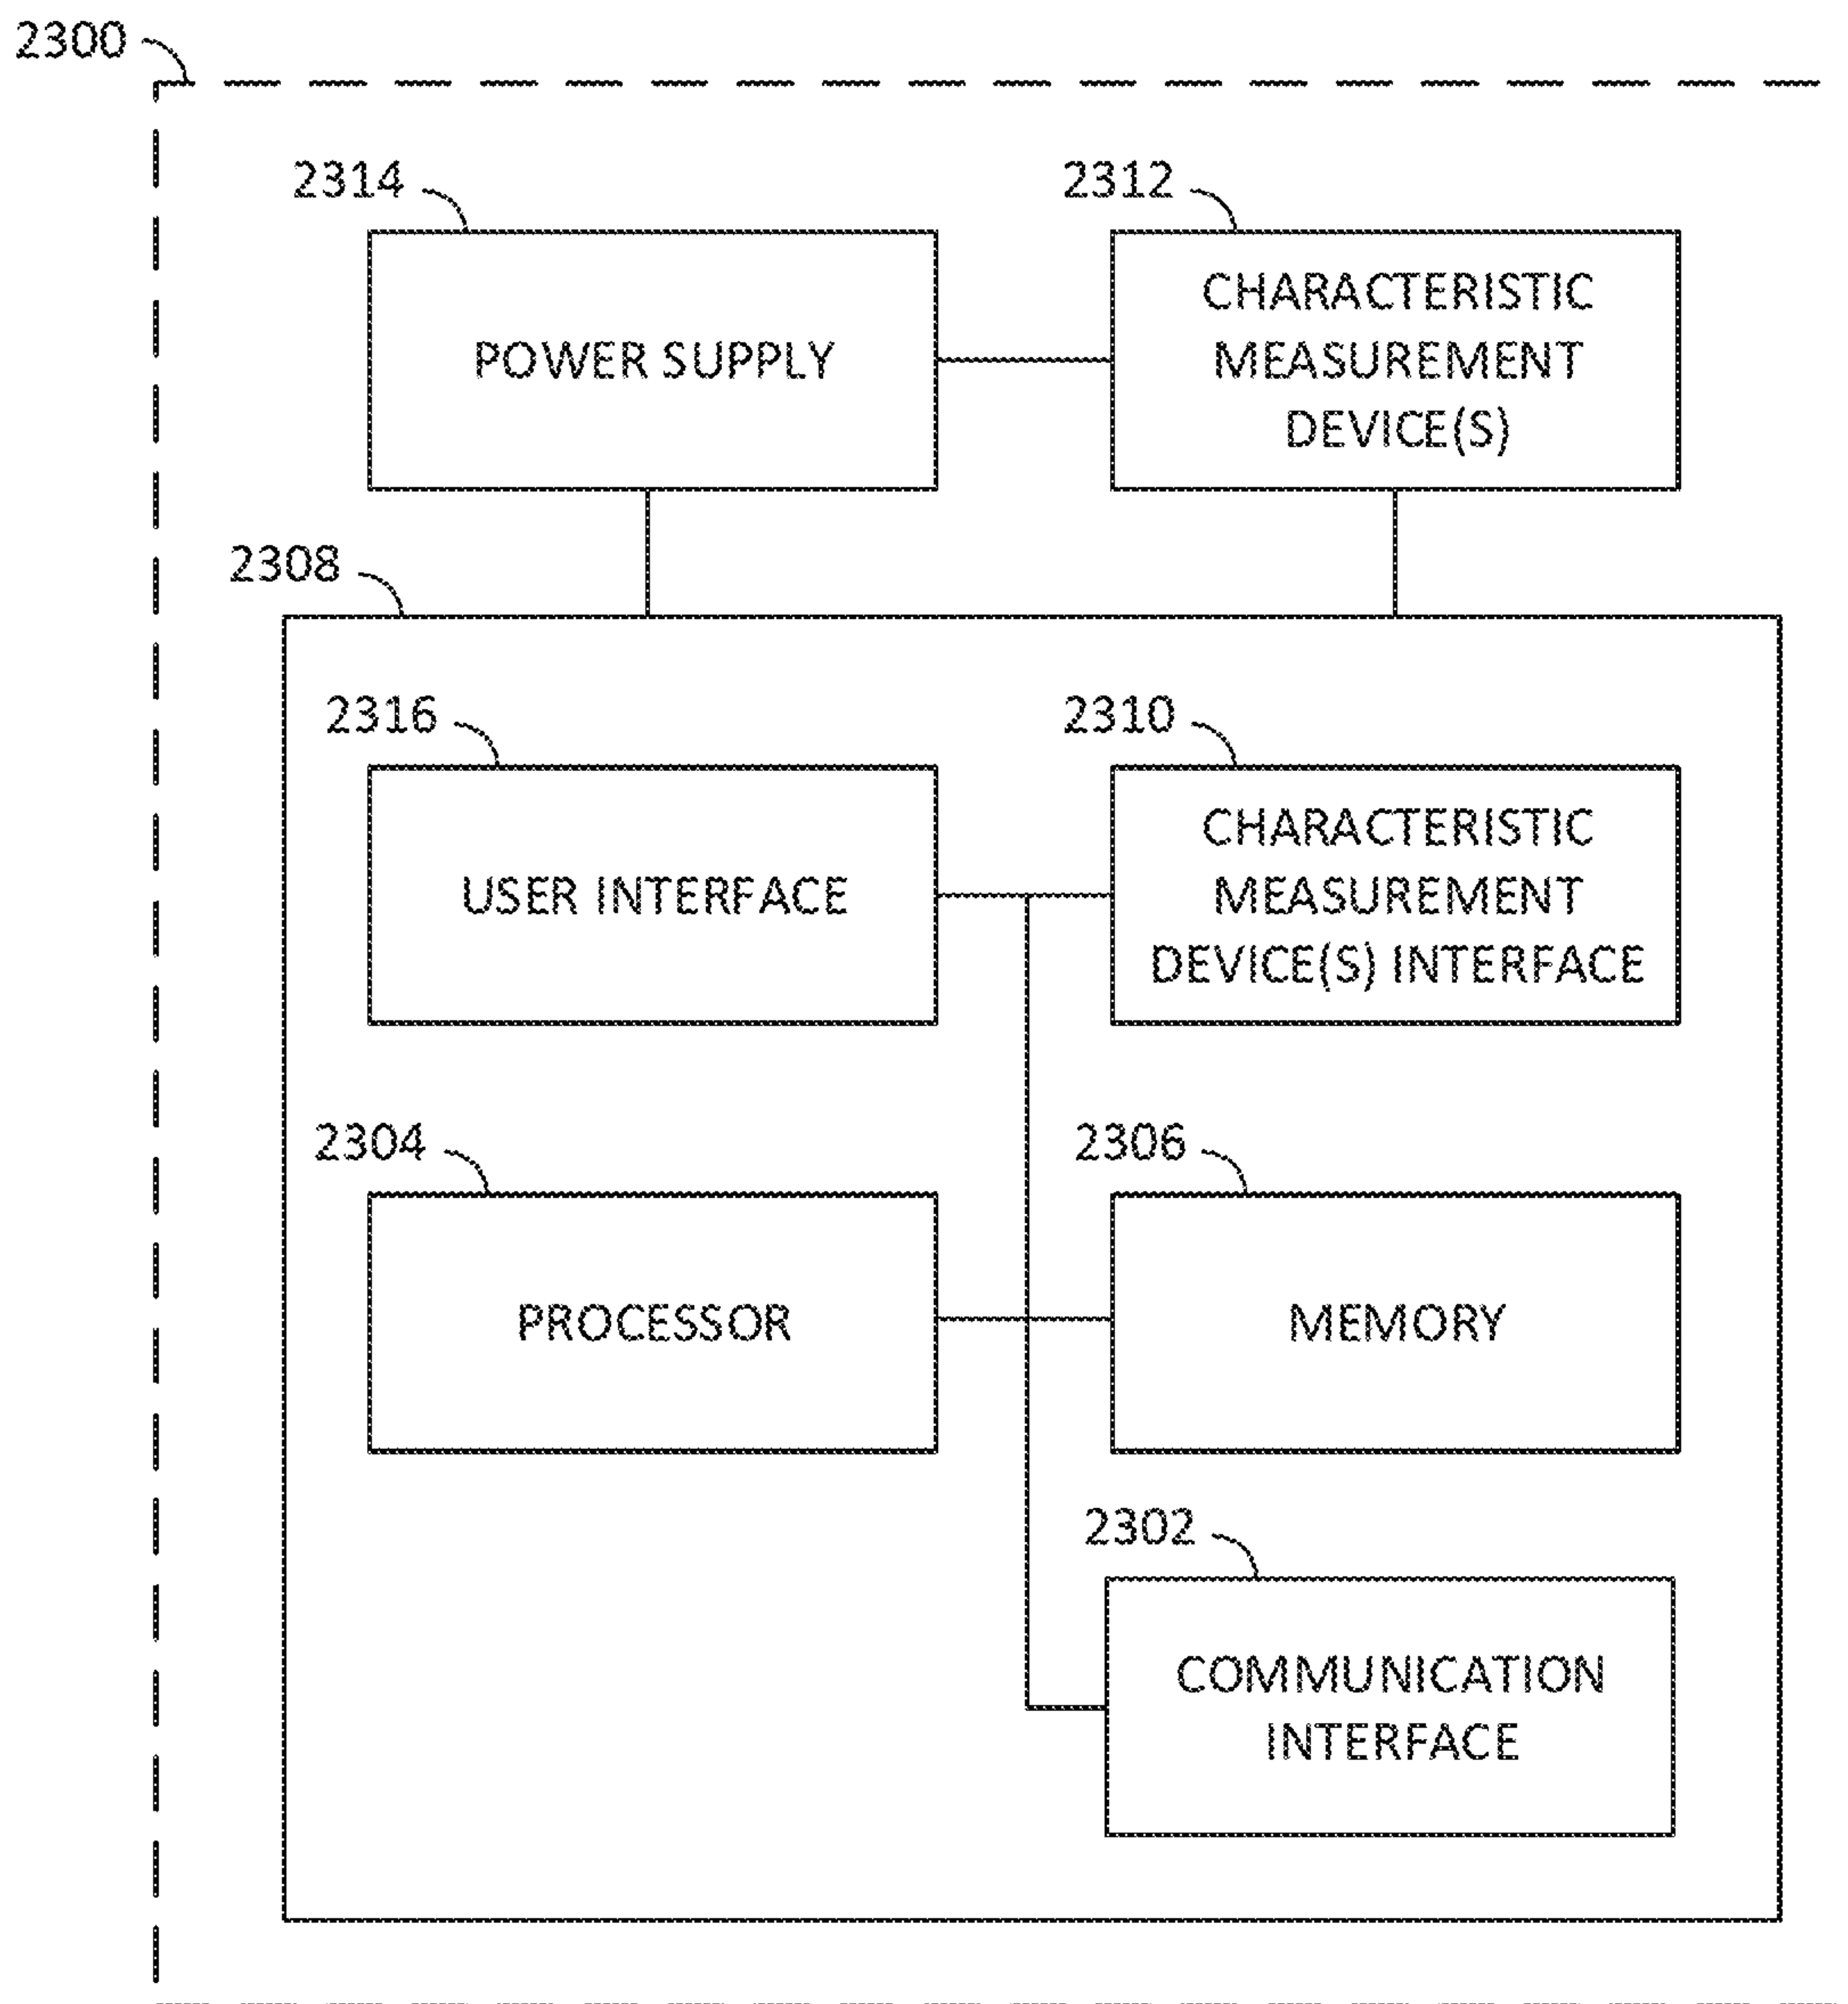 2300
2314
2312
POWER SUPPLY
CHARACTERISTIC
MEASUREMENT
DEVICE(S)
2308
2316
2310
USER INTERFACE
CHARACTERISTIC
MEASUREMENT
DEVICE(S) INTERFACE
2304
2306
PROCESSOR
MEMORY
2302
COMMUNICATION
INTERFACE